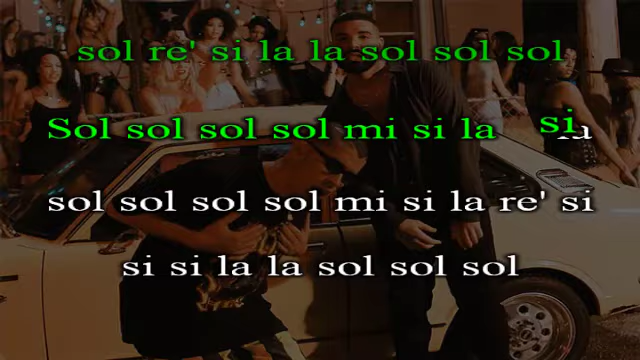 sol re' si la la sol sol sol
Sol sol sol sol mi si la si la
sol sol sol sol mi si la re' si
si si la la sol sol sol